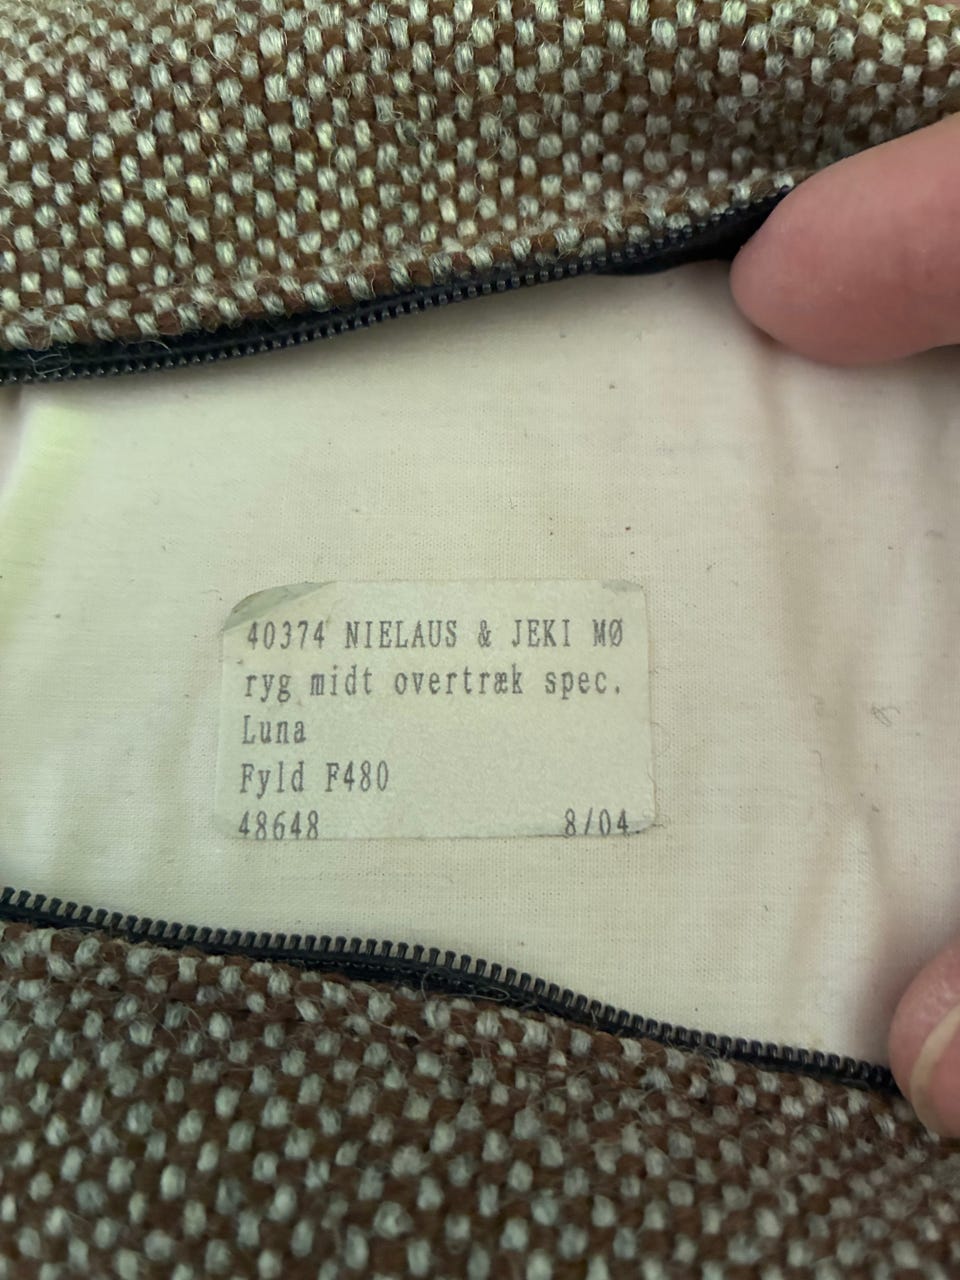 40374 NIELAUS & JEKI MØ
ryg midt overtræk spec.
Luna
Fyld F480
48648 8/04.